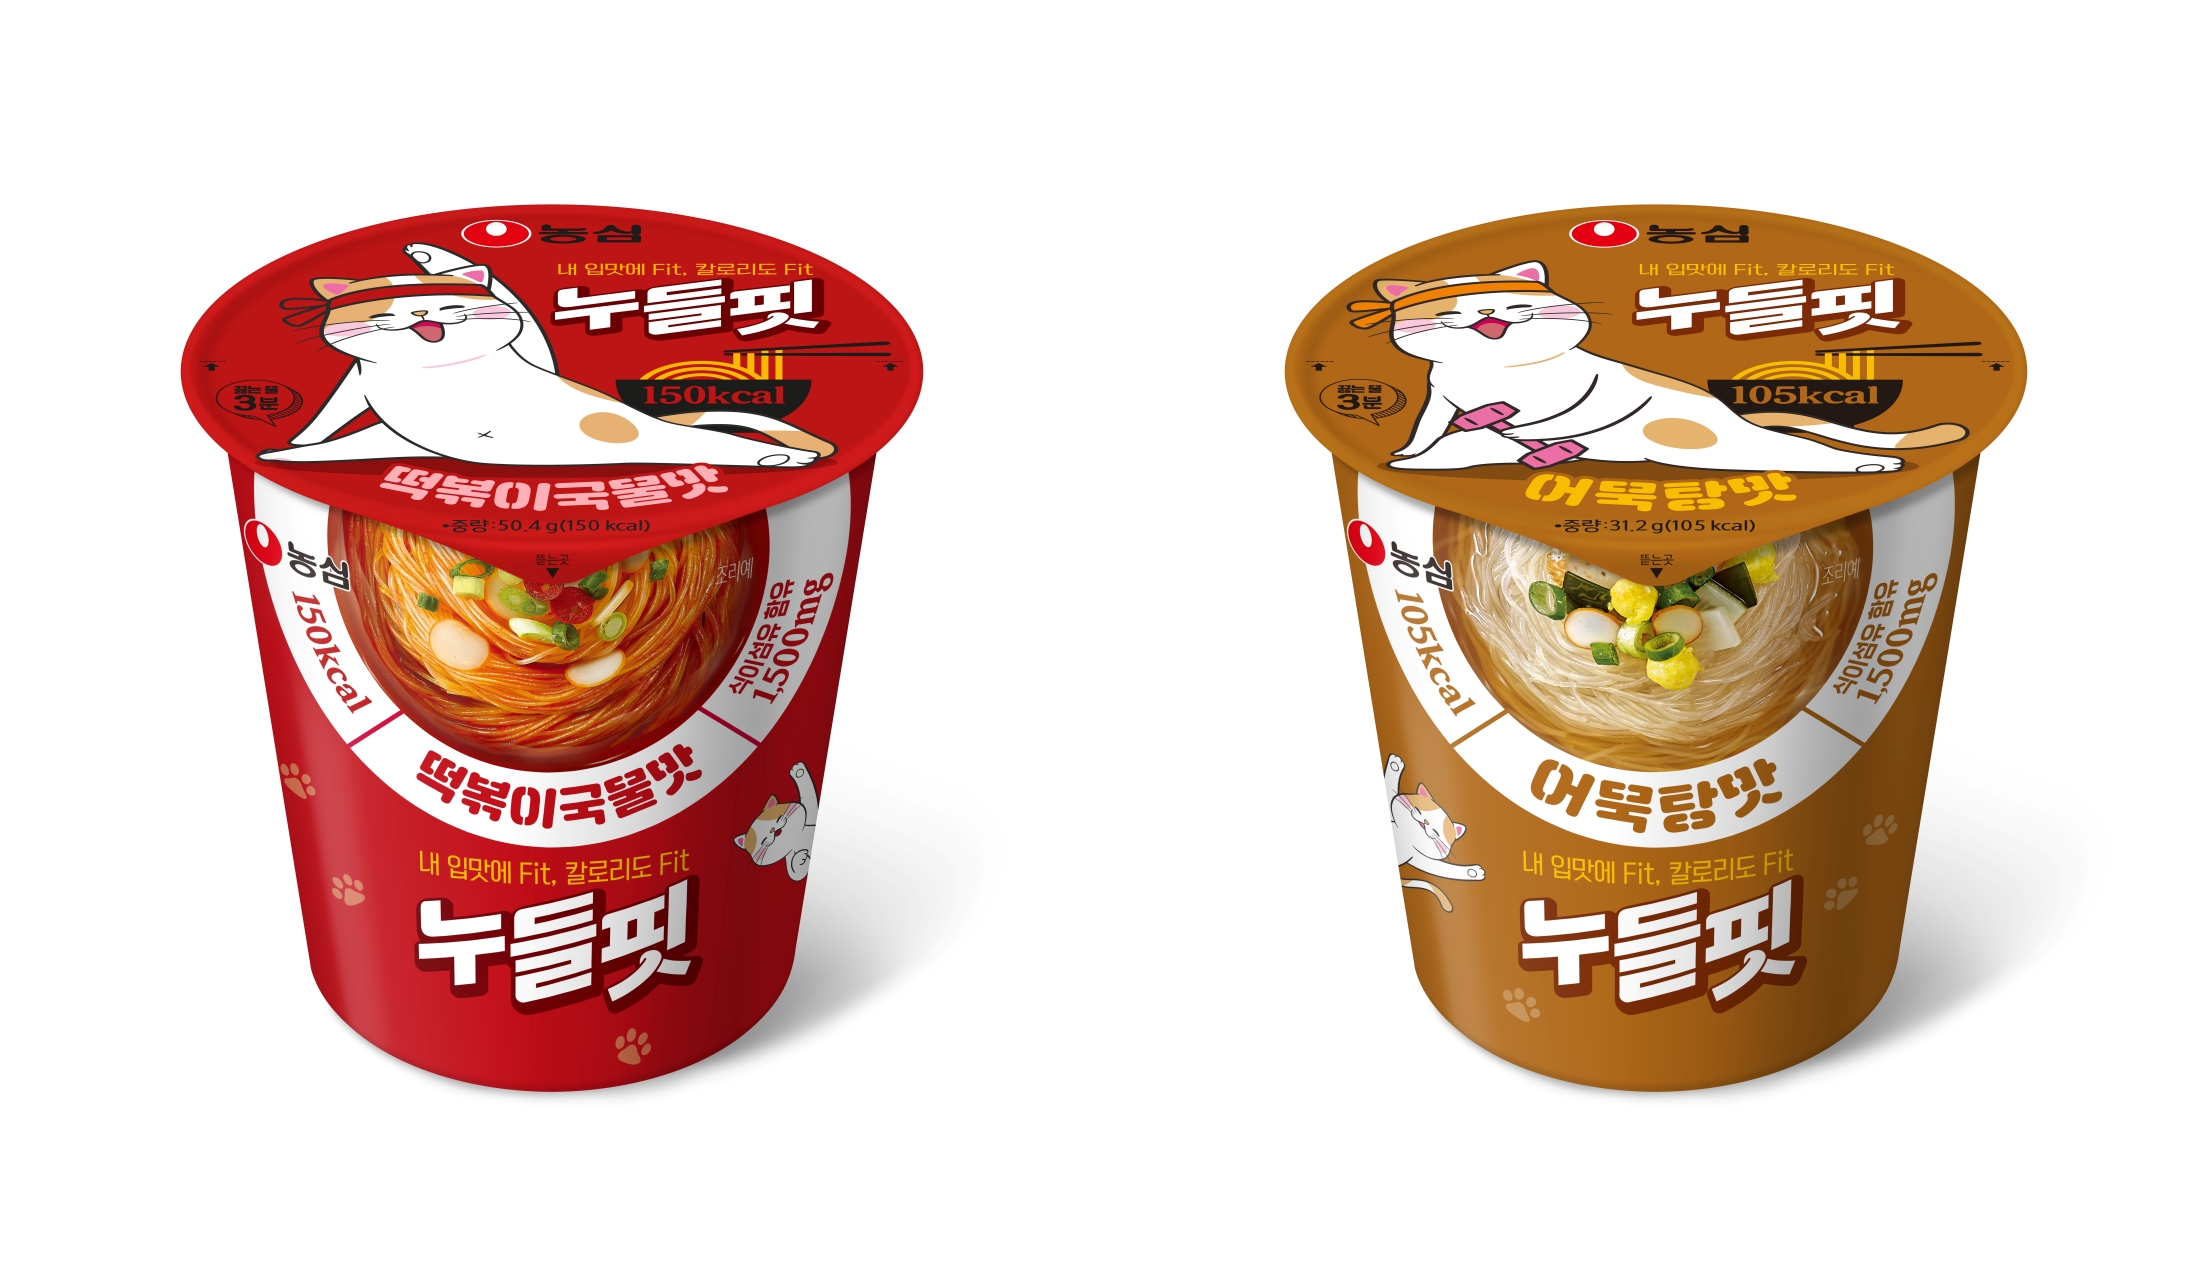 농심
내 입맛에 Fit, 칼로리도 Fit
누들핏
150kcal
끓는 물
3분
떡볶이국물맛
•중량:50.4g(150 kcal)
뜯는곳
조리예
농심
150kcal
식이섬유 함유
1,500mg
떡볶이국물맛
내 입맛에 Fit, 칼로리도 Fit
누들핏
농심
내 입맛에 Fit, 칼로리도 Fit
누들핏
105kcal
끓는 물
3분
어묵탕맛
•중량:31.2g(105 kcal)
뜯는곳
조리예
농심
105kcal
식이섬유 함유
1,500mg
어묵탕맛
내 입맛에 Fit, 칼로리도 Fit
누들핏